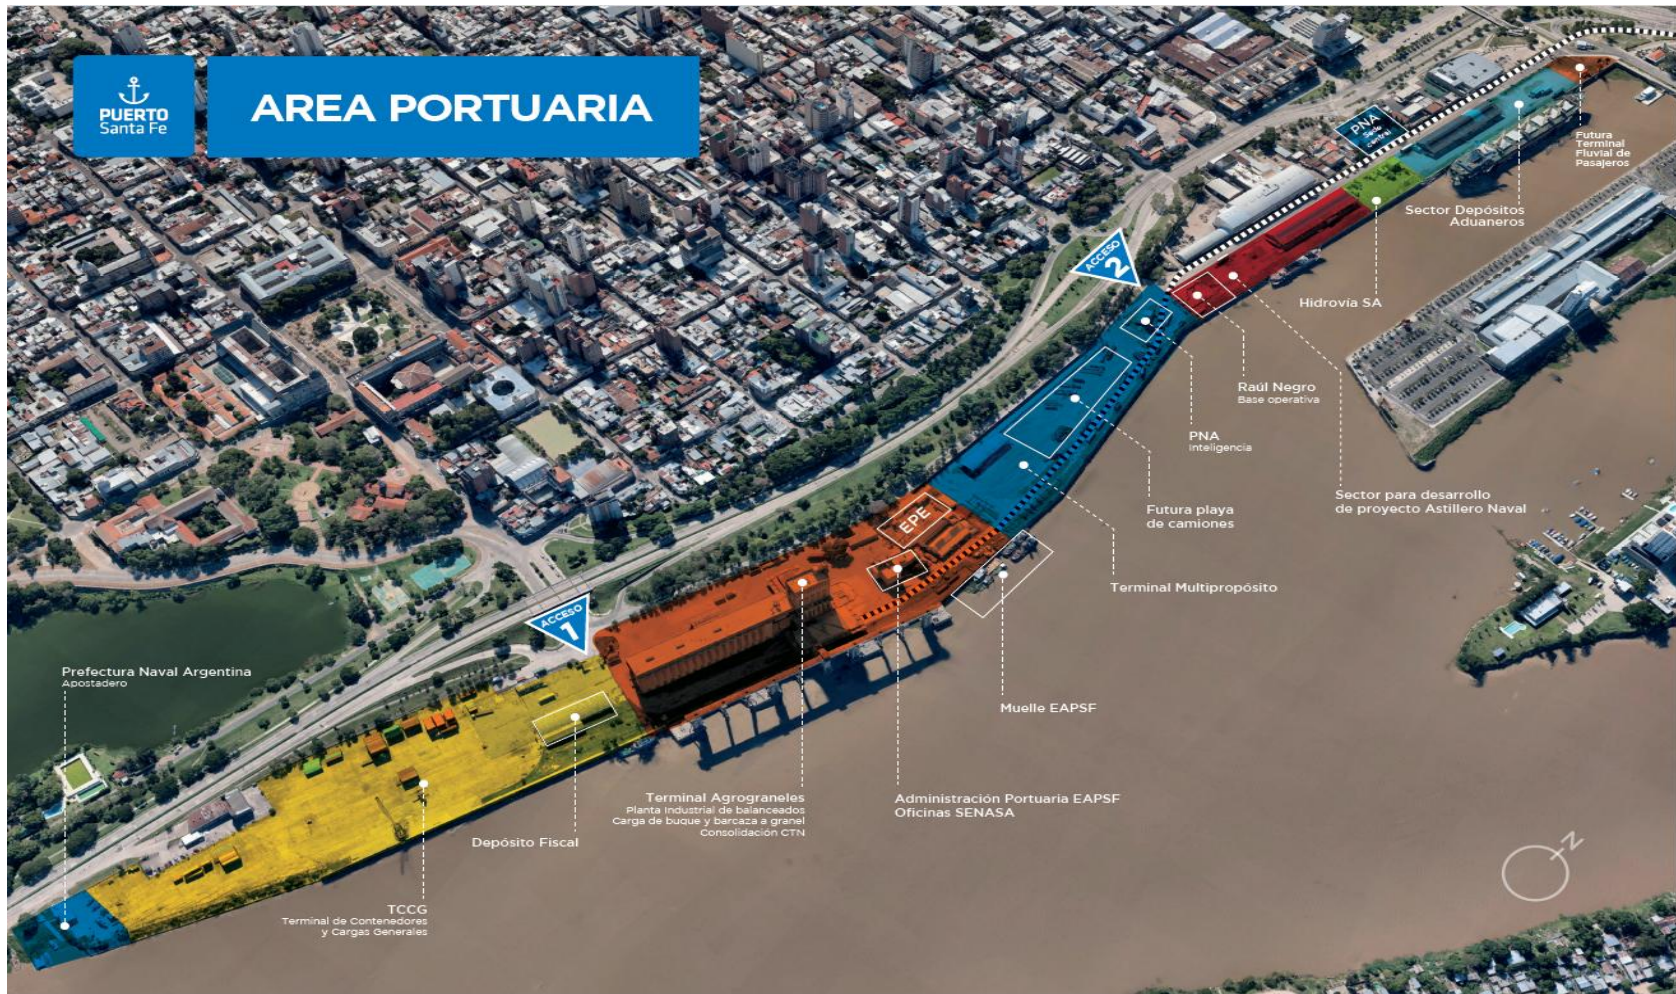 PUERTO
Santa Fe
AREA PORTUARIA
PNA
Sede
central
Futura
Terminal
Fluvial de
Pasajeros
Sector Depósitos
Aduaneros
ACCESO
2
Hidrovía SA
Raúl Negro
Base operativa
PNA
Inteligencia
Sector para desarrollo
de proyecto Astillero Naval
Futura playa
de camiones
EPE
Terminal Multipropósito
ACCESO
1
Prefectura Naval Argentina
Apostadero
Muelle EAPSF
Terminal Agrograneles
Planta Industrial de balanceados
Carga de buque y barcaza a granel
Consolidación CTN
Administración Portuaria EAPSF
Oficinas SENASA
Depósito Fiscal
TCCG
Terminal de Contenedores
y Cargas Generales
N